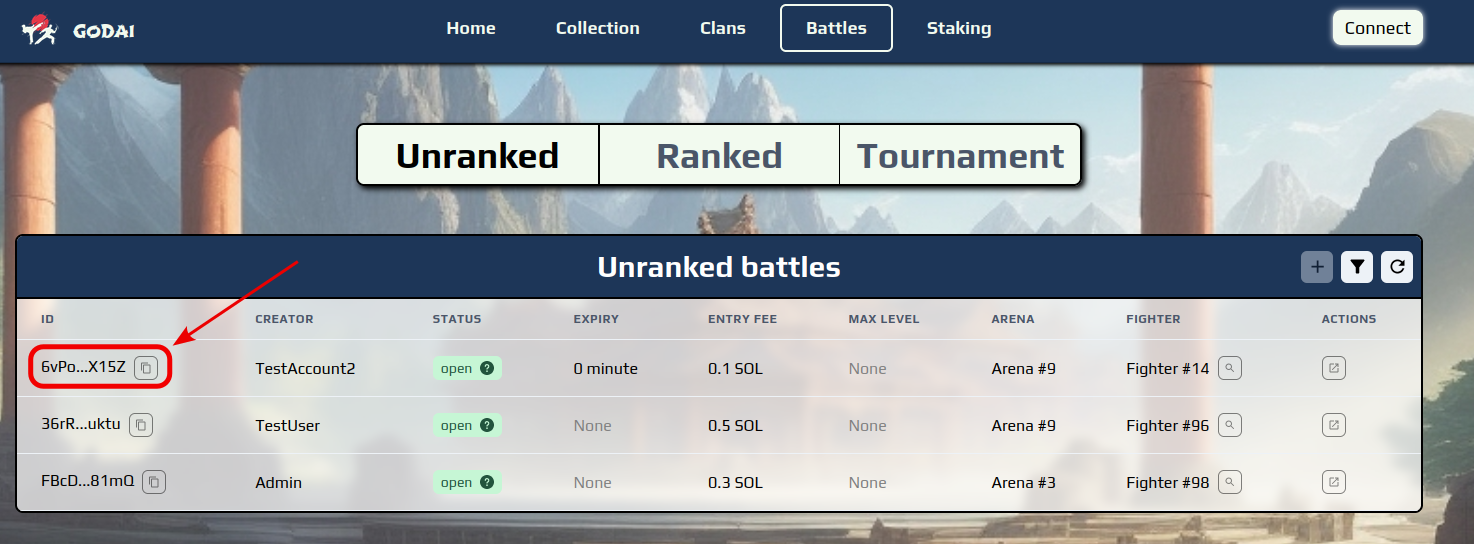 GODAI Home Collection Clans Battles Staking Connect
Unranked Ranked Tournament
Unranked battles
ID CREATOR STATUS EXPIRY ENTRY FEE MAX LEVEL ARENA FIGHTER ACTIONS
6vPo...X15Z TestAccount2 open ? 0 minute 0.1 SOL None Arena #9 Fighter #14
36rR...uktu TestUser open ? None 0.5 SOL None Arena #9 Fighter #96
FBcD...81mQ Admin open ? None 0.3 SOL None Arena #3 Fighter #98